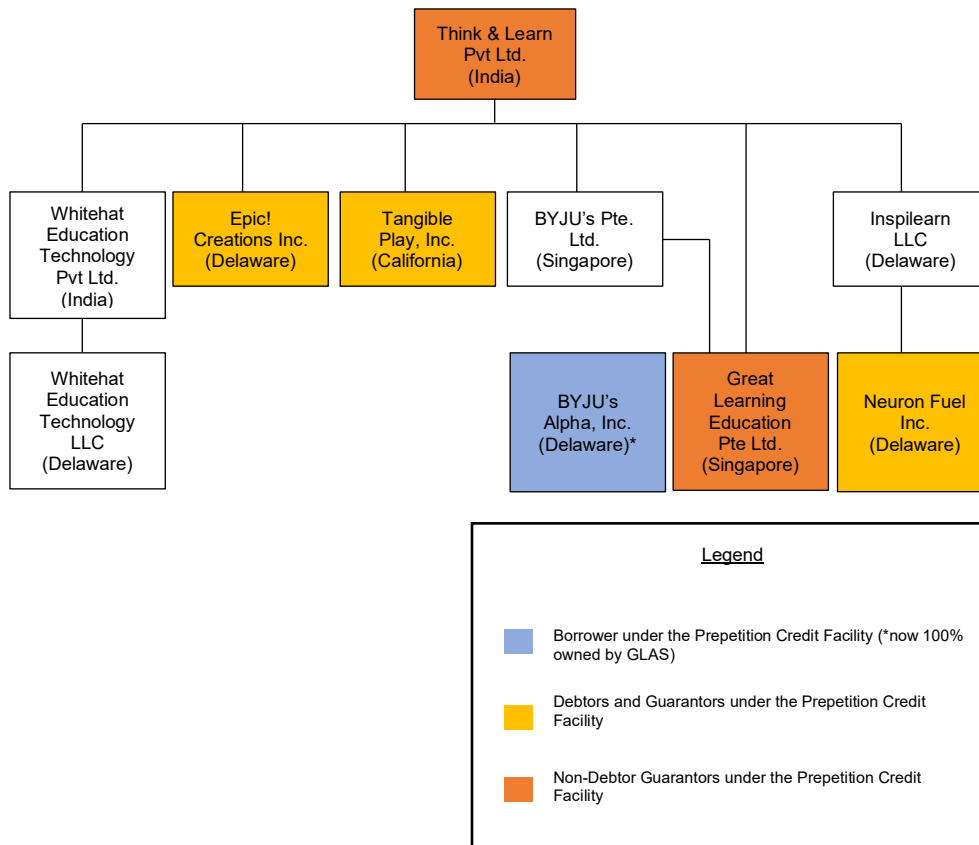 Think & Learn
Pvt Ltd.
(India)
Whitehat
Education
Technology
Pvt Ltd.
(India)
Epic!
Creations Inc.
(Delaware)
Tangible
Play, Inc.
(California)
BYJU’s Pte.
Ltd.
(Singapore)
Inspilearn
LLC
(Delaware)
Whitehat
Education
Technology
LLC
(Delaware)
BYJU’s
Alpha, Inc.
(Delaware)*
Great
Learning
Education
Pte Ltd.
(Singapore)
Neuron Fuel
Inc.
(Delaware)
Legend
Borrower under the Prepetition Credit Facility (*now 100%
owned by GLAS)
Debtors and Guarantors under the Prepetition Credit
Facility
Non-Debtor Guarantors under the Prepetition Credit
Facility